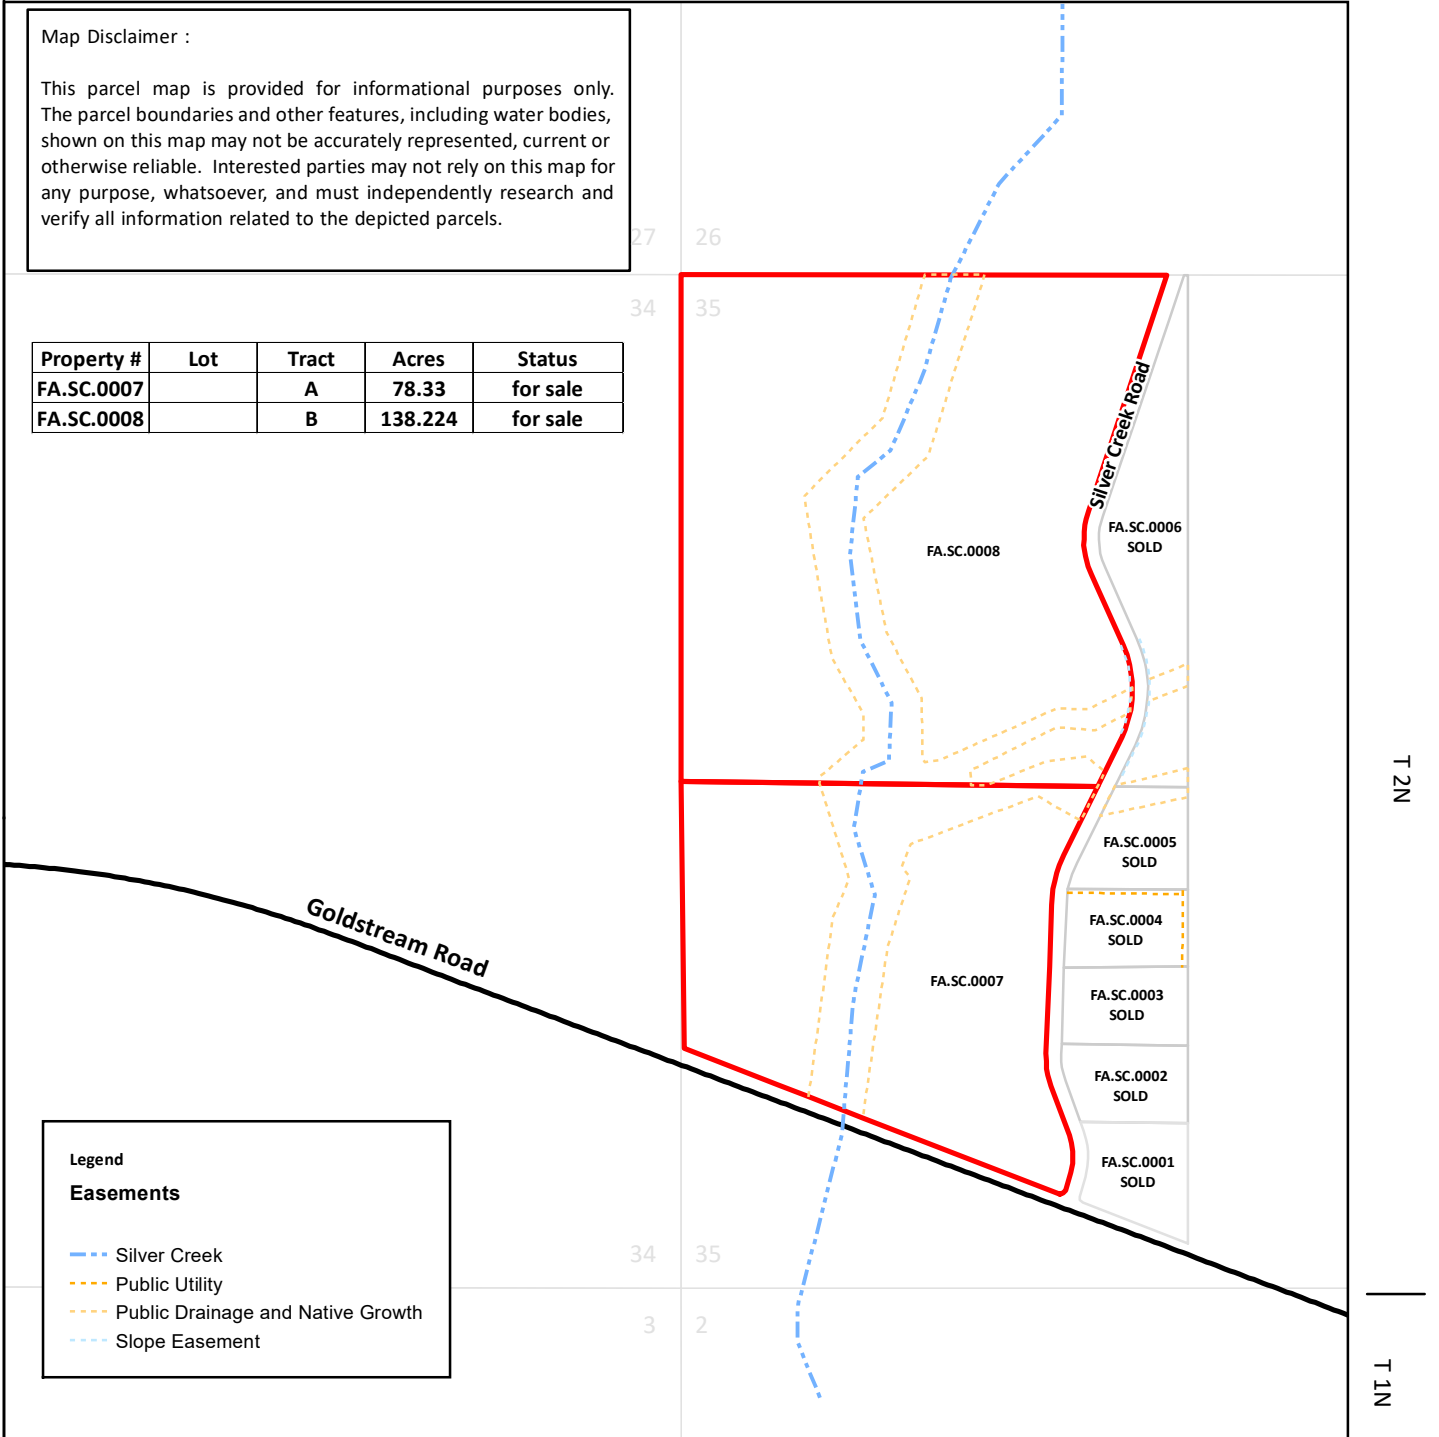 Map Disclaimer :
This parcel map is provided for informational purposes only.
The parcel boundaries and other features, including water bodies,
shown on this map may not be accurately represented, current or
otherwise reliable. Interested parties may not rely on this map for
any purpose, whatsoever, and must independently research and
verify all information related to the depicted parcels.
27 26
34 35
Property # Lot Tract Acres Status
FA.SC.0007 A 78.33 for sale
FA.SC.0008 B 138.224 for sale
Silver Creek Road
FA.SC.0006
SOLD
FA.SC.0008
T 2N
FA.SC.0005
SOLD
Goldstream Road
FA.SC.0004
SOLD
FA.SC.0007
FA.SC.0003
SOLD
FA.SC.0002
SOLD
FA.SC.0001
SOLD
Legend
Easements
Silver Creek
Public Utility
Public Drainage and Native Growth
Slope Easement
34 35
3 2
T 1N